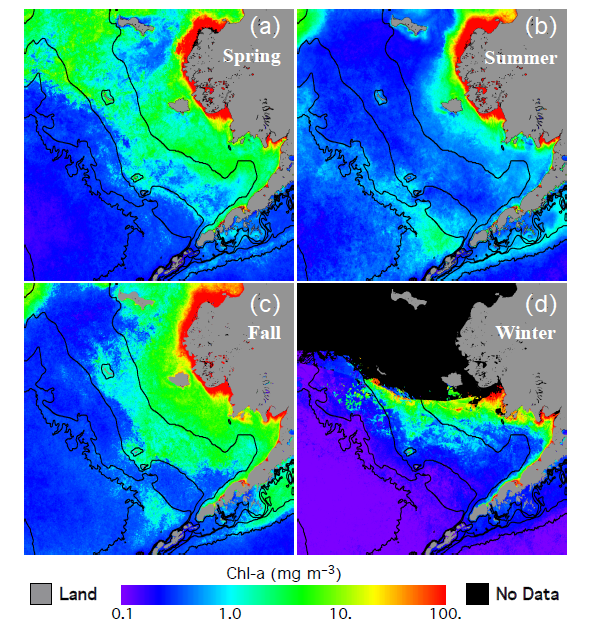 (a)
Spring
(b)
Summer
(c)
Fall
(d)
Winter
Chl-a (mg m⁻³)
Land
No Data
0.1
1.0
10.
100.